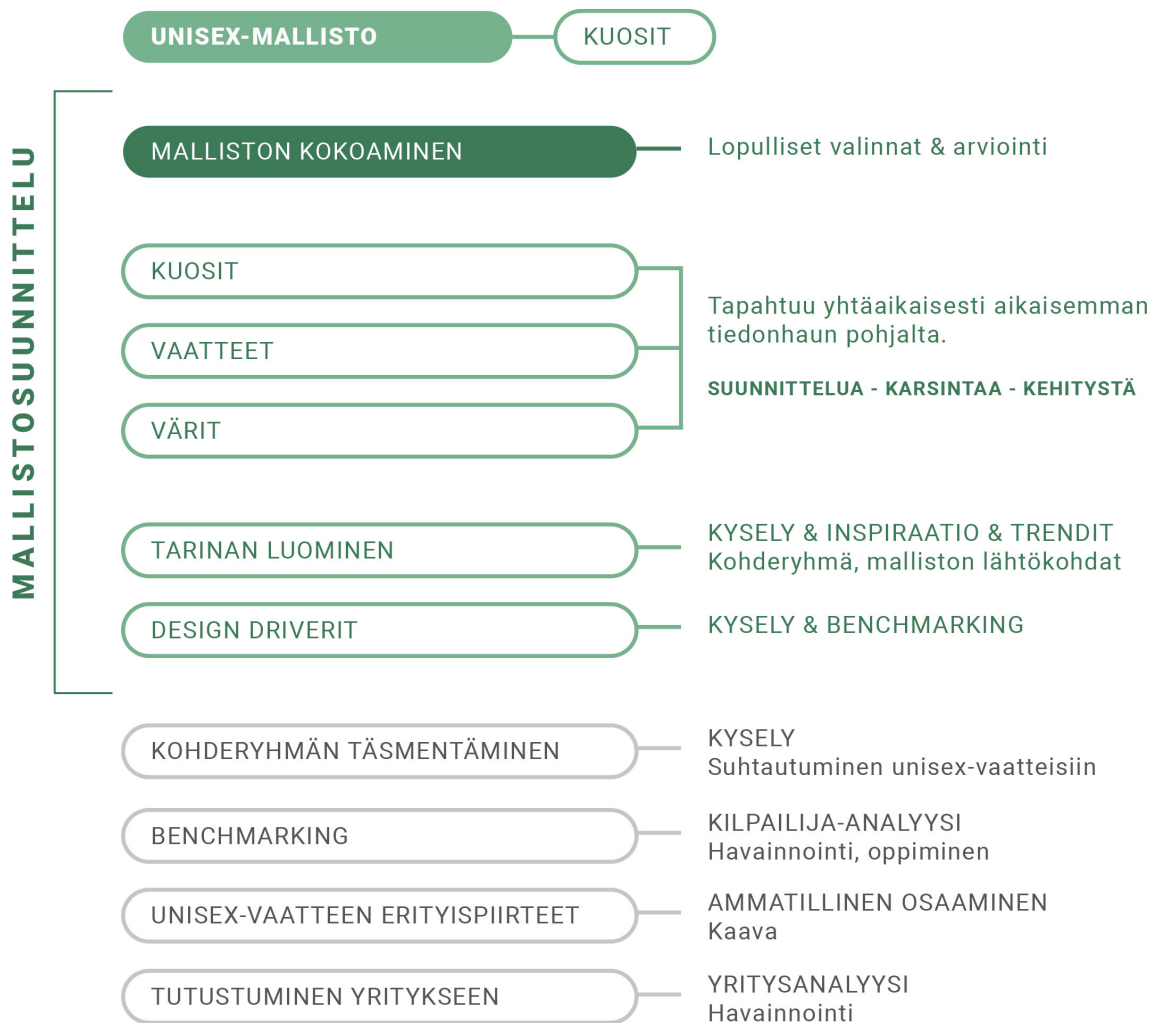 UNISEX-MALLISTO
KUOSIT
MALLISTOSUUNNITTELU
MALLISTON KOKOAMINEN
Lopulliset valinnat & arviointi
KUOSIT
VAATTEET
VÄRIT
Tapahtuu yhtäaikaisesti aikaisemman
tiedonhaun pohjalta.
SUUNNITTELUA - KARSINTAA - KEHITYSTÄ
TARINAN LUOMINEN
KYSELY & INSPIRAATIO & TRENDIT
Kohderyhmä, malliston lähtökohdat
DESIGN DRIVERIT
KYSELY & BENCHMARKING
KOHDERYHMÄN TÄSMENTÄMINEN
KYSELY
Suhtautuminen unisex-vaatteisiin
BENCHMARKING
KILPAILIJA-ANALYYSI
Havainnointi, oppiminen
UNISEX-VAATTEEN ERITYISPIIRTEET
AMMATILLINEN OSAAMINEN
Kaava
TUTUSTUMINEN YRITYKSEEN
YRITYSANALYYSI
Havainnointi